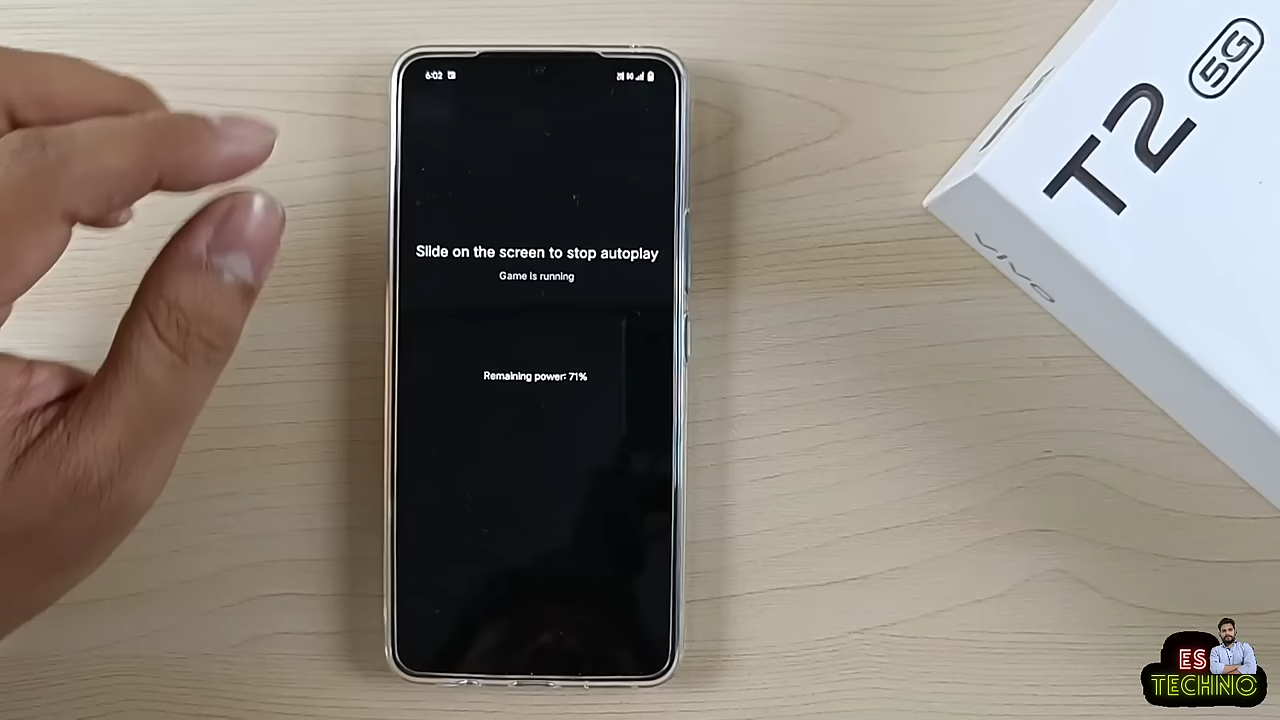 6:02
Slide on the screen to stop autoplay
Game is running
Remaining power: 71%
T2 5G
vivo
ES
TECHNO